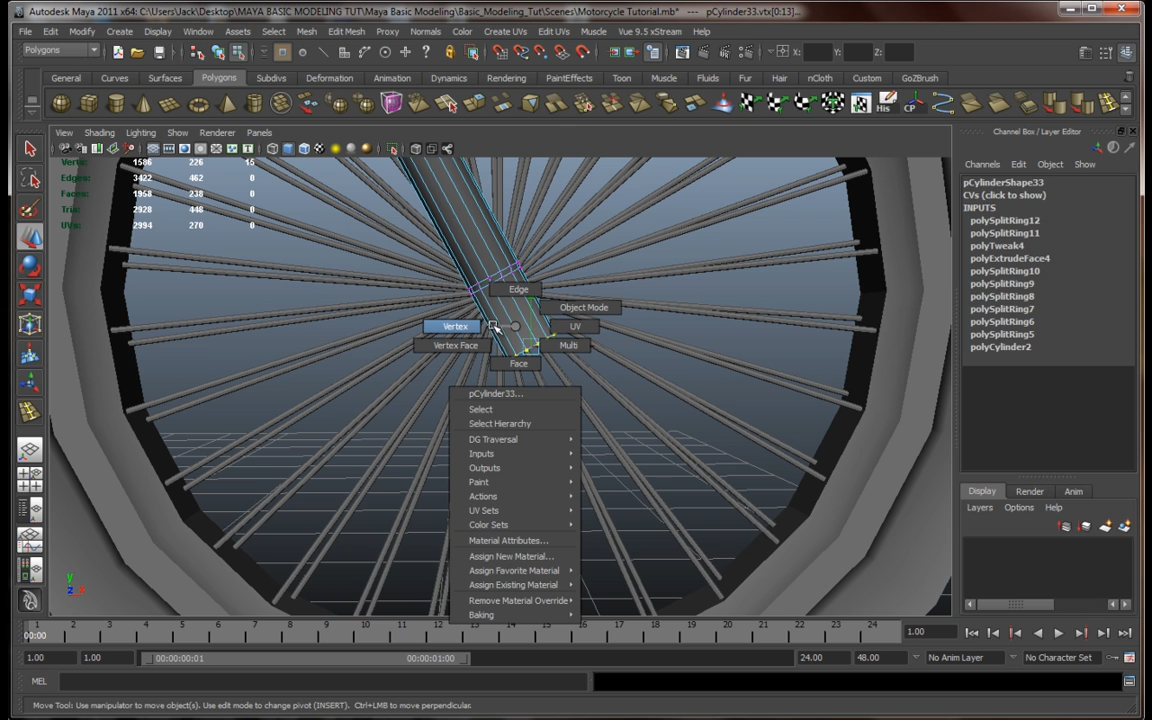 Autodesk Maya 2011 x64: C:\Users\Jack\Desktop\MAYA BASIC MODELING TUT\Maya Basic Modeling\Basic_Modeling_Tut\Scenes\Motorcycle Tutorial.mb* --- pCylinder33.vtx[0:13]...
File Edit Modify Create Display Window Assets Select Mesh Edit Mesh Proxy Normals Color Create UVs Edit UVs Muscle Vue 9.5 xStream Help
Polygons X: Y: Z:
General Curves Surfaces Polygons Subdivs Deformation Animation Dynamics Rendering PaintEffects Toon Muscle Fluids Fur Hair nCloth Custom GoZBrush
His CP
View Shading Lighting Show Renderer Panels
Channel Box / Layer Editor
Channels Edit Object Show
Verts: 1586 226 15
Edges: 3422 462 0
Faces: 1958 238 0
Tris: 2928 448 0
UVs: 2994 270 0
pCylinderShape33
CVs (click to show)
INPUTS
polySplitRing12
polySplitRing11
polyTweak4
polyExtrudeFace4
polySplitRing10
polySplitRing9
polySplitRing8
polySplitRing7
polySplitRing6
polySplitRing5
polyCylinder2
Edge
Object Mode
Vertex UV
Vertex Face Multi
Face
pCylinder33...
Select
Select Hierarchy
DG Traversal
Inputs
Outputs
Paint
Actions
UV Sets
Color Sets
Material Attributes...
Assign New Material...
Assign Favorite Material
Assign Existing Material
Remove Material Override
Baking
Display Render Anim
Layers Options Help
y
z x
1 2 3 4 5 6 7 8 9 10 11 12 13 14 15 16 17 18 19 20 21 22 23 24
00:00 1.00
1.00 1.00 00:00:00:01 00:00:01:00 24.00 48.00 No Anim Layer No Character Set
MEL
Move Tool: Use manipulator to move object(s). Use edit mode to change pivot (INSERT). Ctrl+LMB to move perpendicular.